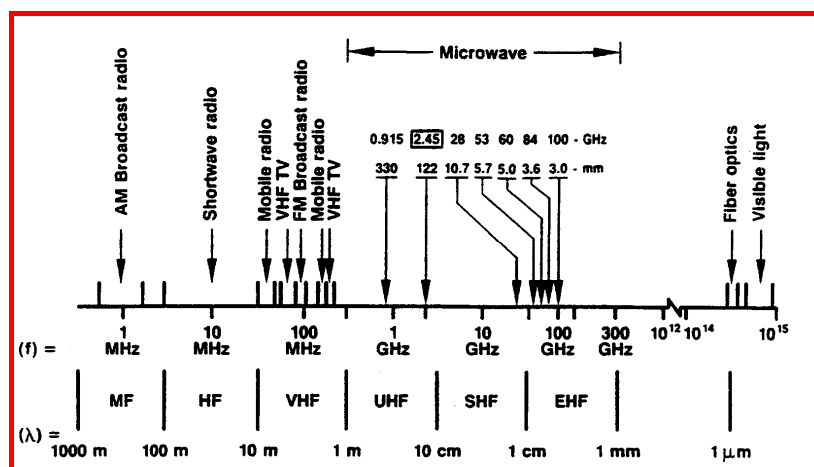 Microwave
AM Broadcast radio
Shortwave radio
Mobile radio
VHF TV
FM Broadcast radio
Mobile radio
VHF TV
Fiber optics
Visible light
0.915 2.45 28 53 60 84 100 - GHz
330 122 10.7 5.7 5.0 3.6 3.0 - mm
(f) = 1 MHz 10 MHz 100 MHz 1 GHz 10 GHz 100 GHz 300 GHz 10¹² 10¹⁴ 10¹⁵
MF HF VHF UHF SHF EHF
(λ) = 1000 m 100 m 10 m 1 m 10 cm 1 cm 1 mm 1 μm